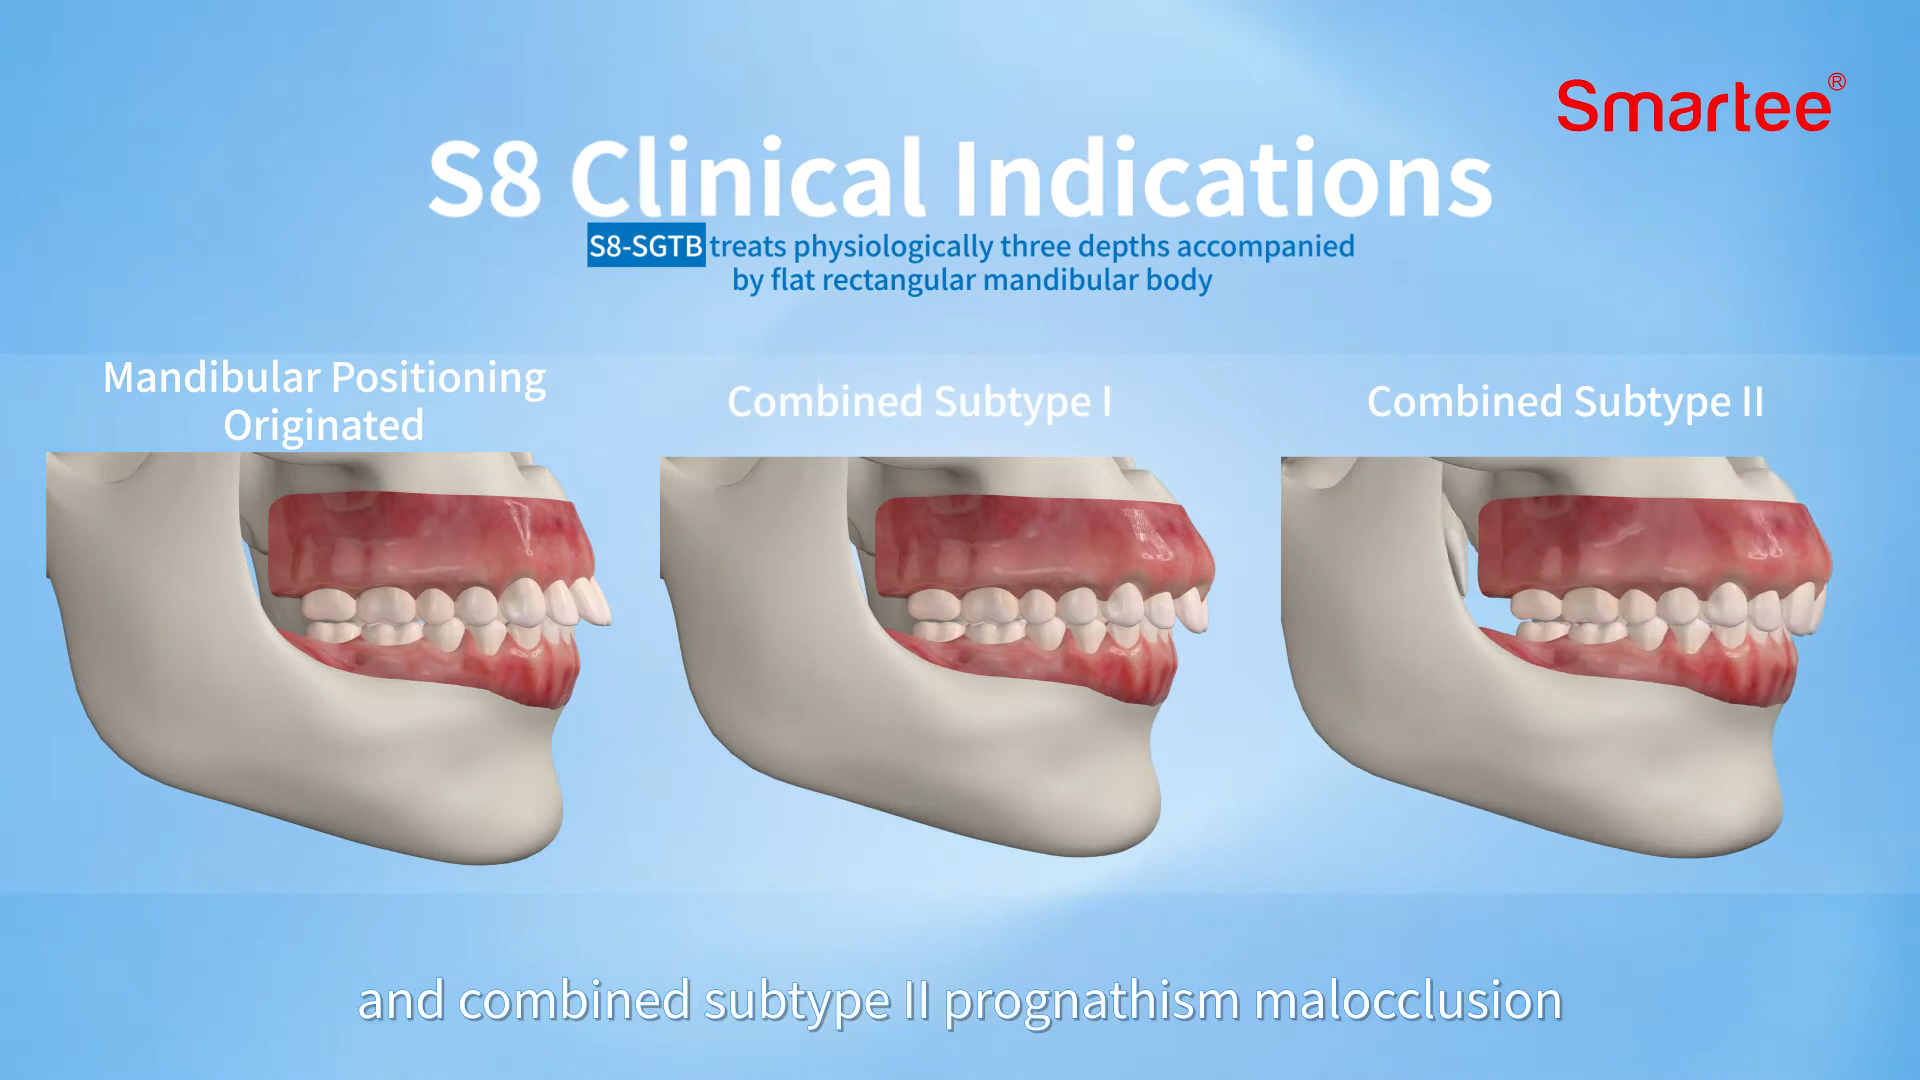 Smartee®
S8 Clinical Indications
S8-SGTB treats physiologically three depths accompanied
by flat rectangular mandibular body
Mandibular Positioning
Originated
Combined Subtype I
Combined Subtype II
and combined subtype II prognathism malocclusion